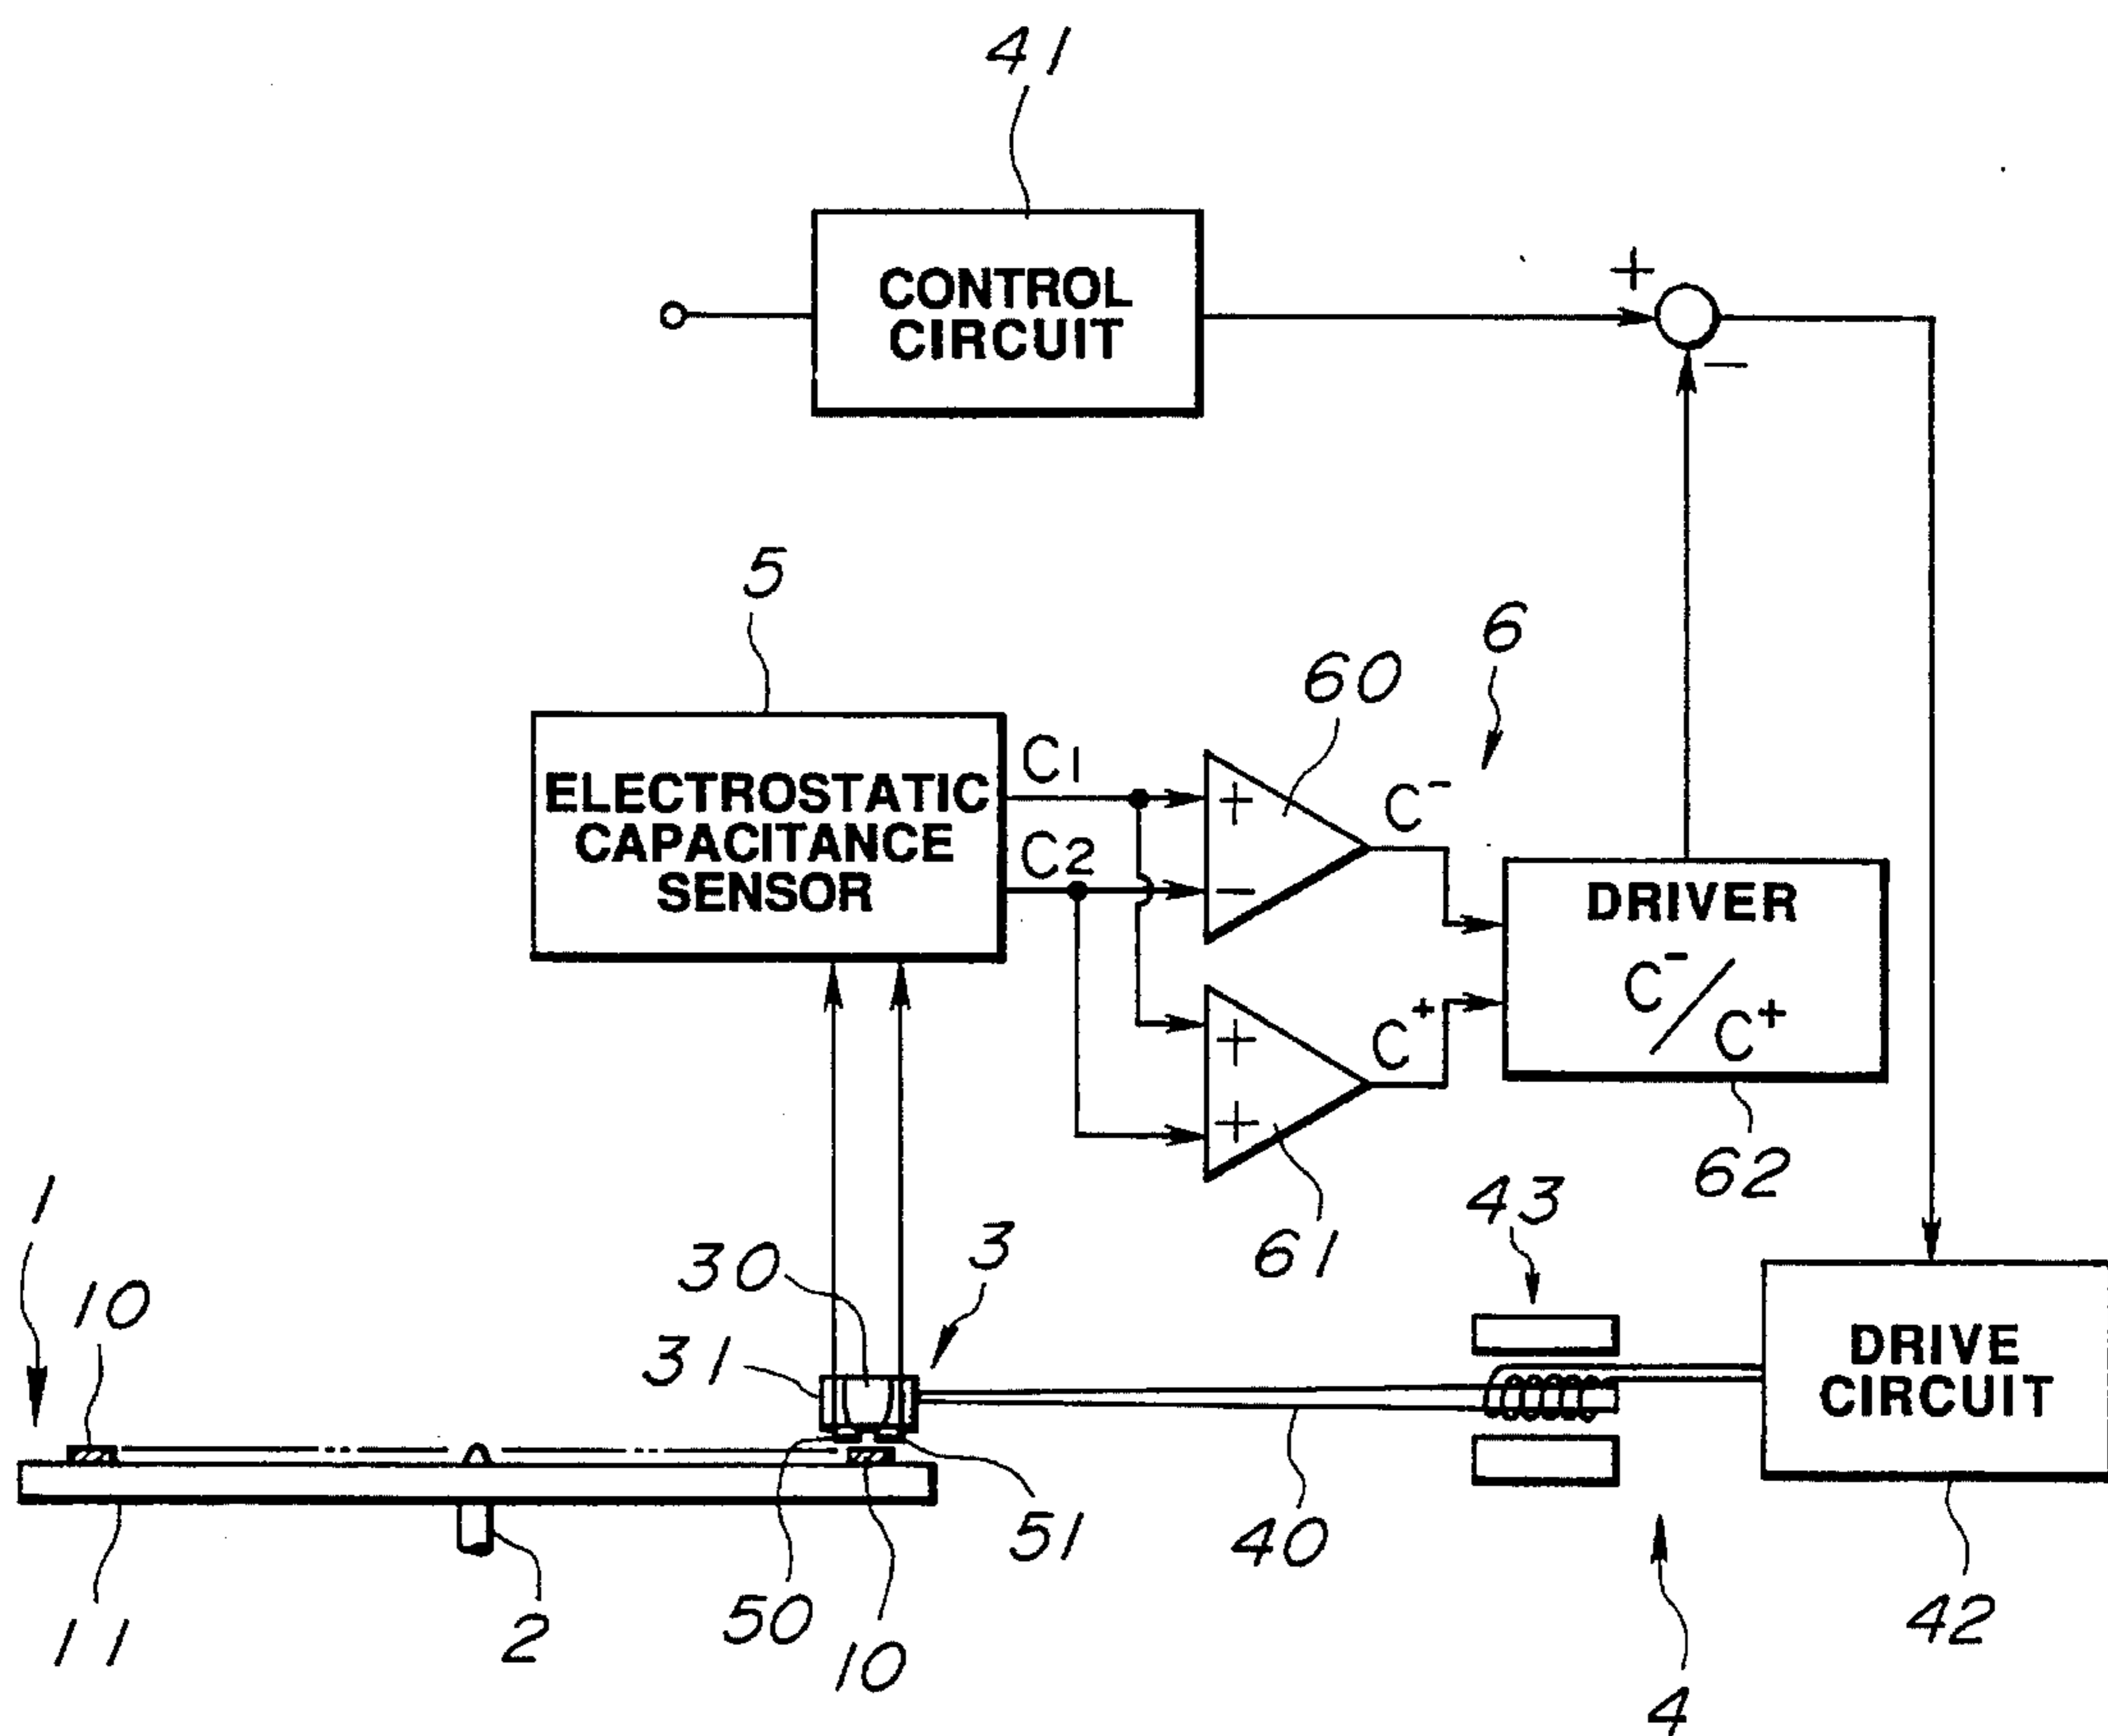 41
CONTROL
CIRCUIT
+
−
5
6
60
ELECTROSTATIC
CAPACITANCE
SENSOR
C1
C2
+
−
C⁻
DRIVER
C⁻/C⁺
+
+
C⁺
62
61
43
1
10
30
3
31
DRIVE
CIRCUIT
11
2
50
10
51
40
4
42